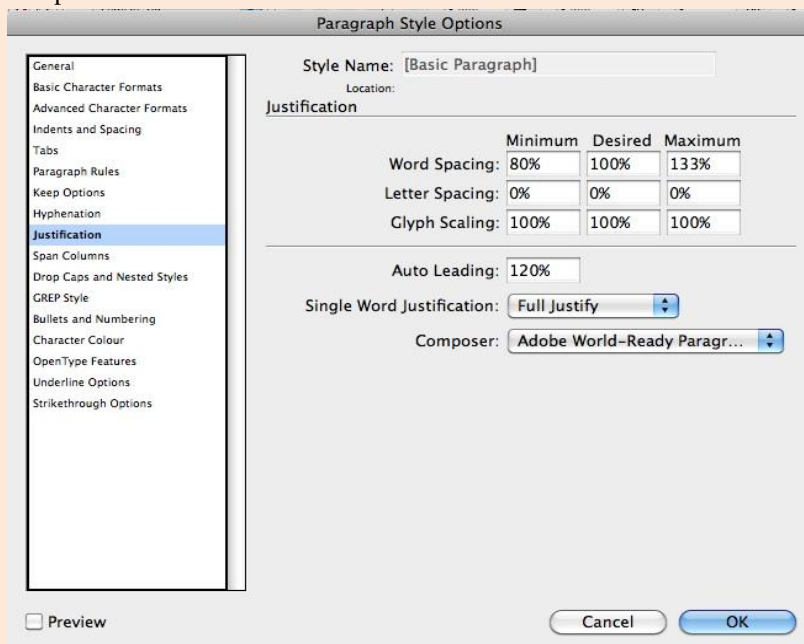 Paragraph Style Options
General
Basic Character Formats
Advanced Character Formats
Indents and Spacing
Tabs
Paragraph Rules
Keep Options
Hyphenation
Justification
Span Columns
Drop Caps and Nested Styles
GREP Style
Bullets and Numbering
Character Colour
OpenType Features
Underline Options
Strikethrough Options
Style Name: [Basic Paragraph]
Location:
Justification
Minimum Desired Maximum
Word Spacing: 80% 100% 133%
Letter Spacing: 0% 0% 0%
Glyph Scaling: 100% 100% 100%
Auto Leading: 120%
Single Word Justification: Full Justify
Composer: Adobe World-Ready Paragr...
Preview
Cancel OK